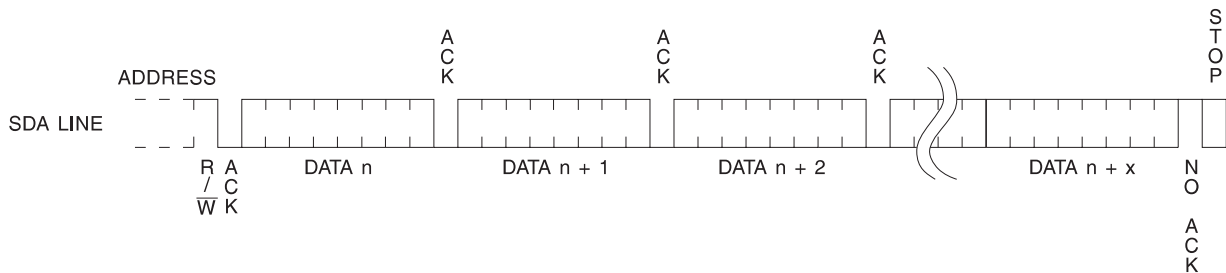 STOP
ACK
ACK
ACK
ADDRESS
SDA LINE
R/W
ACK
DATA n
DATA n + 1
DATA n + 2
DATA n + x
NO ACK